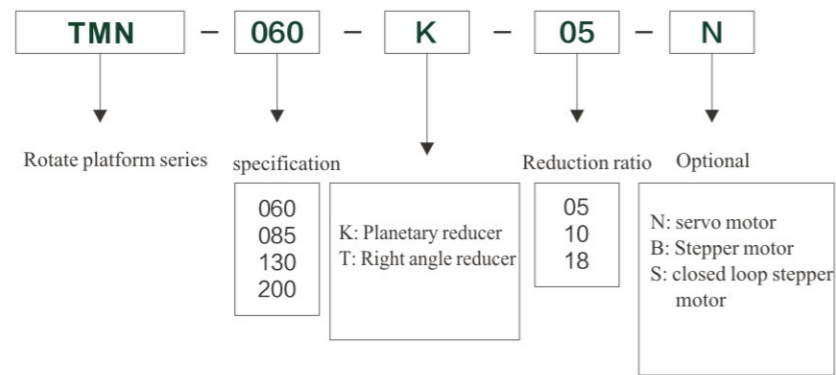 TMN – 060 – K – 05 – N
Rotate platform series
specification
Reduction ratio
Optional
060
085
130
200
K: Planetary reducer
T: Right angle reducer
05
10
18
N: servo motor
B: Stepper motor
S: closed loop stepper
motor